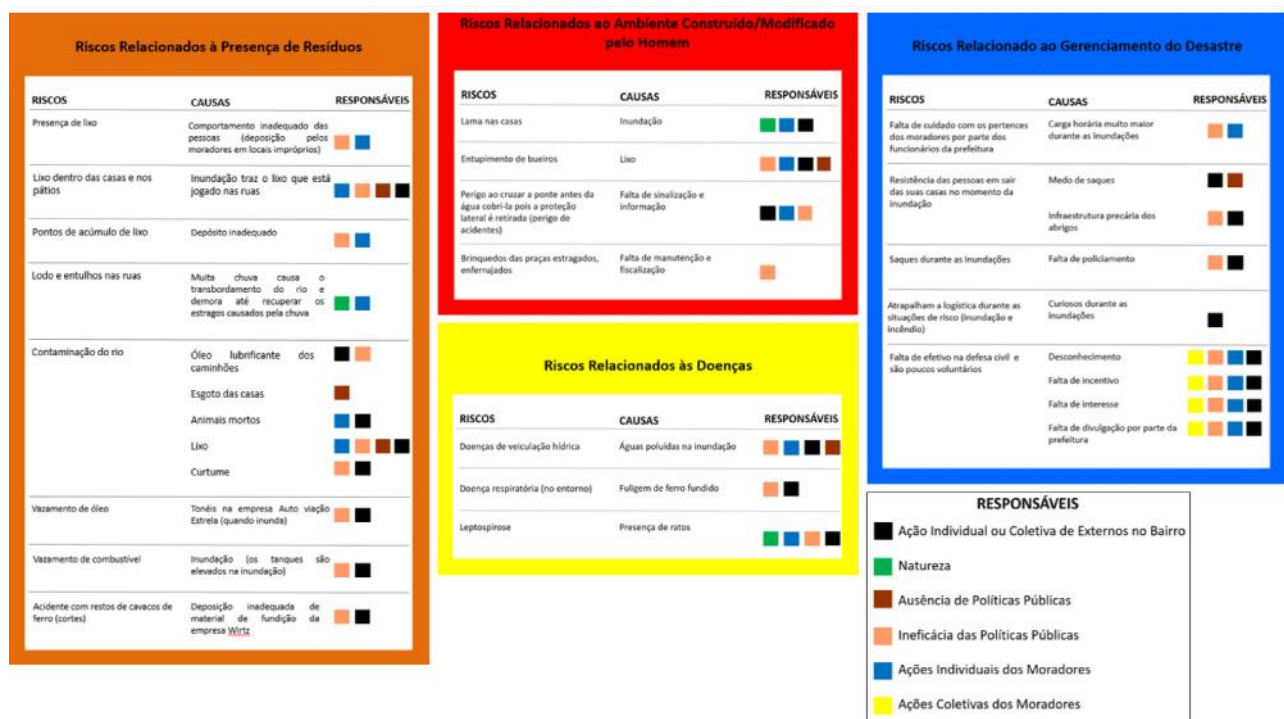 Riscos Relacionados à Presença de Resíduos
RISCOS
CAUSAS
RESPONSÁVEIS
Presença de lixo
Comportamento inadequado das
pessoas (deposição pelos
moradores em locais impróprios)
Lixo dentro das casas e nos
pátios
Inundação traz o lixo que está
jogado nas ruas
Pontos de acúmulo de lixo
Depósito inadequado
Lodo e entulhos nas ruas
Muita chuva causa o
transbordamento do rio e
demora até recuperar os
estragos causados pela chuva
Contaminação do rio
Óleo lubrificante dos
caminhões
Esgoto das casas
Animais mortos
Lixo
Curtume
Vazamento de óleo
Tonéis na empresa Auto viação
Estrela (quando inunda)
Vazamento de combustível
Inundação (os tanques são
elevados na inundação)
Acidente com restos de cavacos de
ferro (cortes)
Deposição inadequada de
material de fundição da
empresa Wirtz
Riscos Relacionados ao Ambiente Construído/Modificado
pelo Homem
RISCOS
CAUSAS
RESPONSÁVEIS
Lama nas casas
Inundação
Entupimento de bueiros
Lixo
Perigo ao cruzar a ponte antes da
água cobri-la pois a proteção
lateral é retirada (perigo de
acidentes)
Falta de sinalização e
informação
Brinquedos das praças estragados,
enferrujados
Falta de manutenção e
fiscalização
Riscos Relacionados às Doenças
RISCOS
CAUSAS
RESPONSÁVEIS
Doenças de veiculação hídrica
Águas poluídas na inundação
Doença respiratória (no entorno)
Fuligem de ferro fundido
Leptospirose
Presença de ratos
Riscos Relacionado ao Gerenciamento do Desastre
RISCOS
CAUSAS
RESPONSÁVEIS
Falta de cuidado com os pertences
dos moradores por parte dos
funcionários da prefeitura
Carga horária muito maior
durante as inundações
Resistência das pessoas em sair
das suas casas no momento da
inundação
Medo de saques
Infraestrutura precária dos
abrigos
Saques durante as inundações
Falta de policiamento
Atrapalham a logística durante as
situações de risco (inundação e
incêndio)
Curiosos durante as
inundações
Falta de efetivo na defesa civil e
são poucos voluntários
Desconhecimento
Falta de incentivo
Falta de interesse
Falta de divulgação por parte da
prefeitura
RESPONSÁVEIS
Ação Individual ou Coletiva de Externos no Bairro
Natureza
Ausência de Políticas Públicas
Ineficácia das Políticas Públicas
Ações Individuais dos Moradores
Ações Coletivas dos Moradores